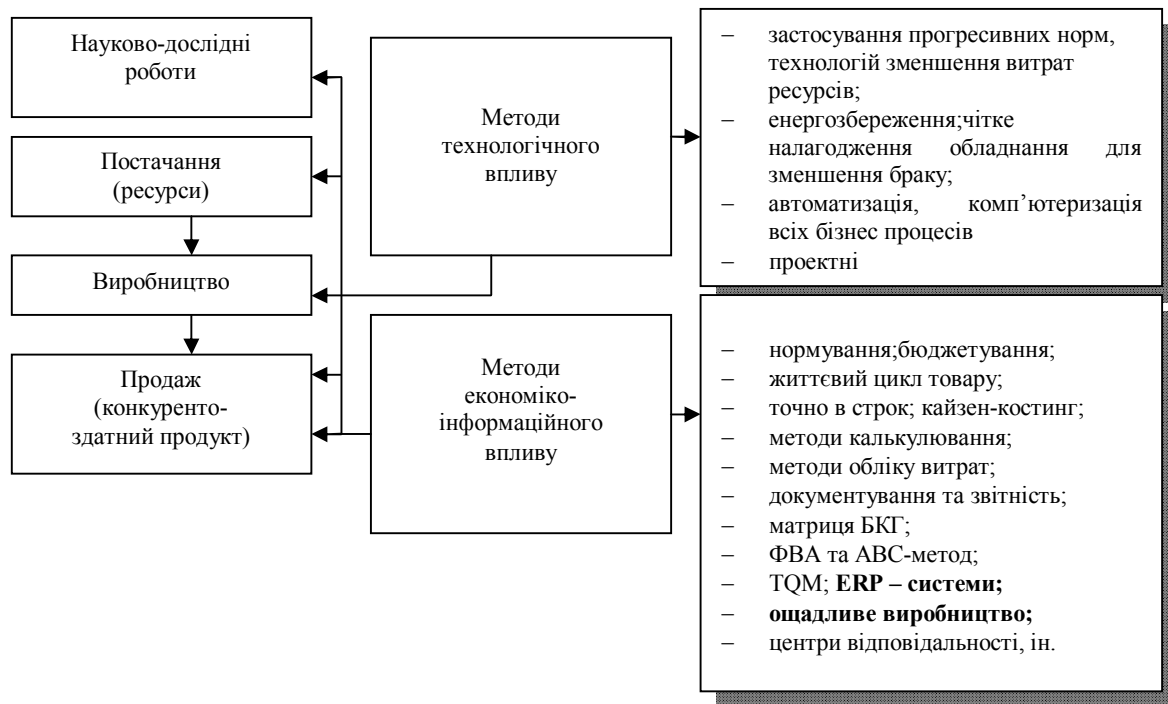 Науково-дослідні
роботи
Постачання
(ресурси)
Виробництво
Продаж
(конкуренто-
здатний продукт)
Методи
технологічного
впливу
Методи
економіко-
інформаційного
впливу
– застосування прогресивних норм,
технологій зменшення витрат
ресурсів;
– енергозбереження;чітке
налагодження обладнання для
зменшення браку;
– автоматизація, комп’ютеризація
всіх бізнес процесів
– проектні
– нормування;бюджетування;
– життєвий цикл товару;
– точно в строк; кайзен-костинг;
– методи калькулювання;
– методи обліку витрат;
– документування та звітність;
– матриця БКГ;
– ФВА та АВС-метод;
– TQM; ERP – системи;
– ощадливе виробництво;
– центри відповідальності, ін.